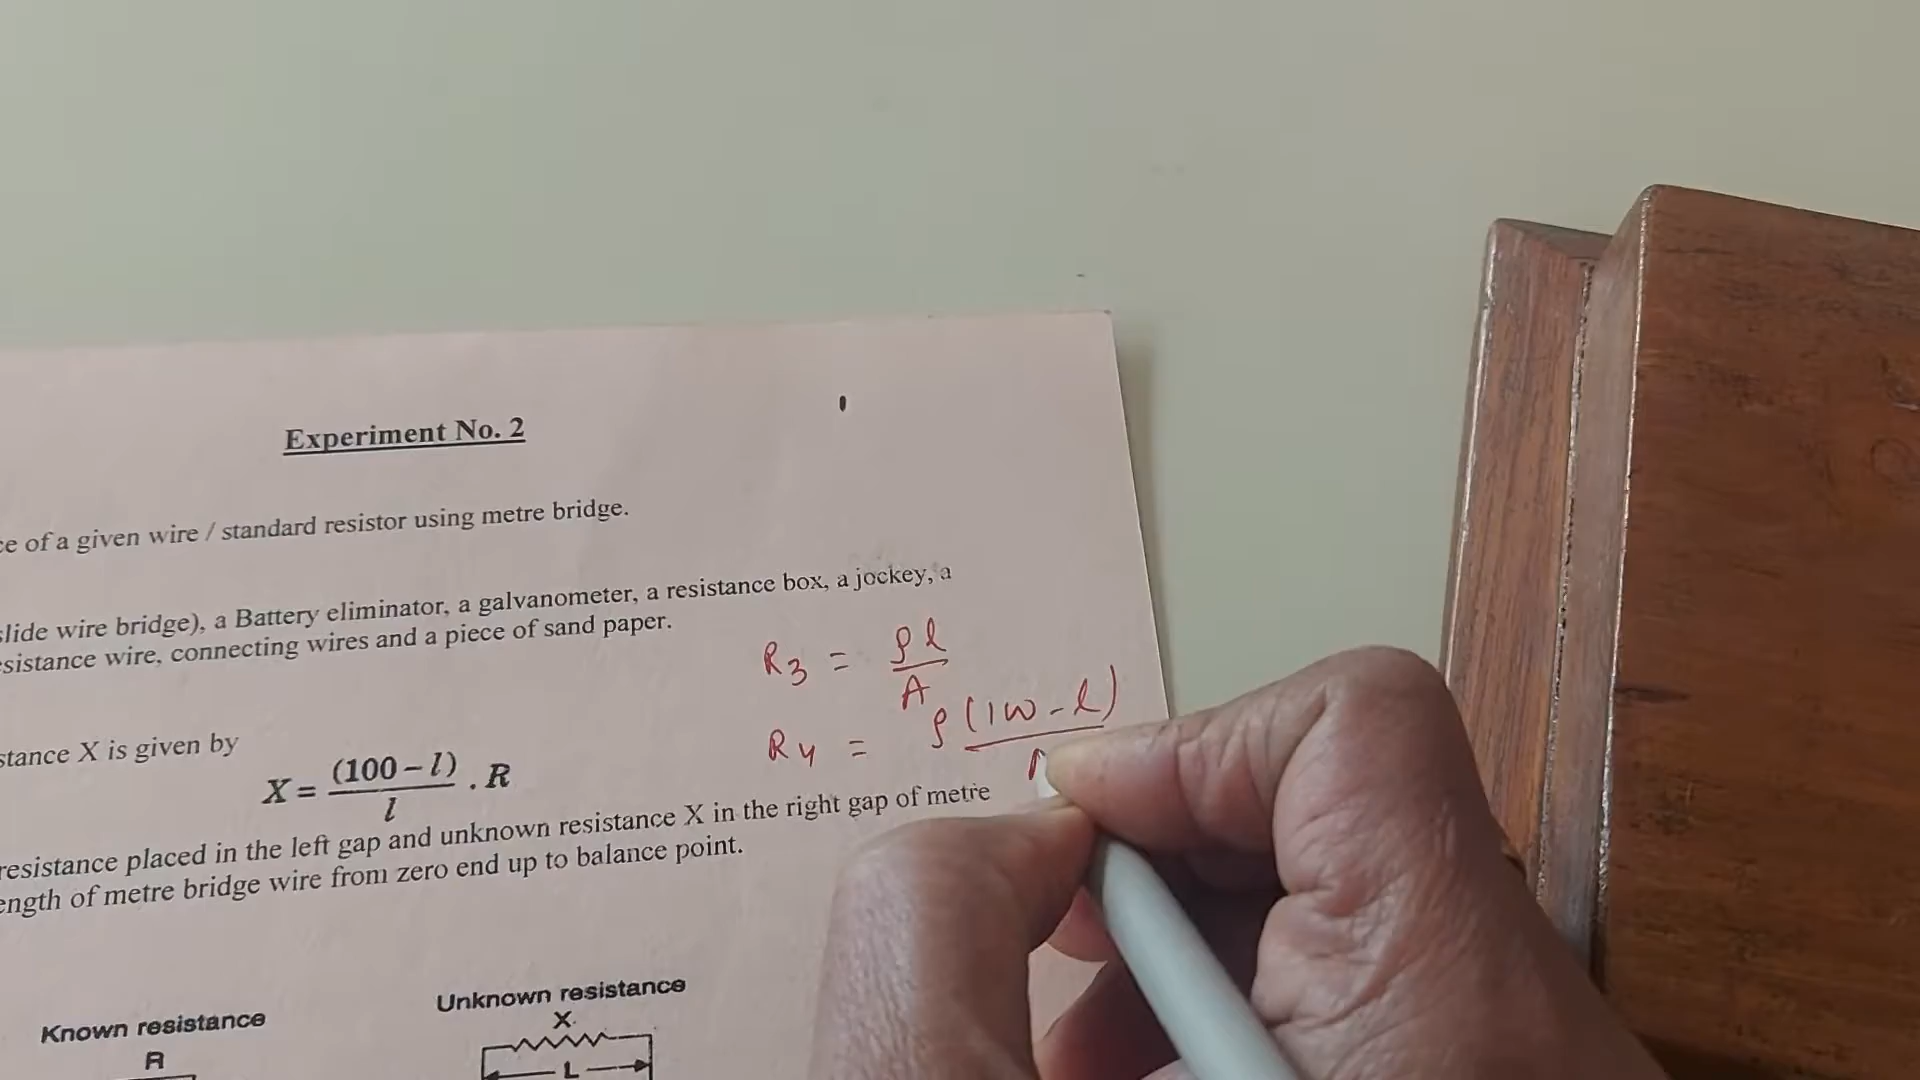 Experiment No. 2
ce of a given wire / standard resistor using metre bridge.
slide wire bridge), a Battery eliminator, a galvanometer, a resistance box, a jockey, a
esistance wire, connecting wires and a piece of sand paper.
R3 = ρl / A
R4 = ρ(100 - l)
stance X is given by
X = (100 – l) / l . R
resistance placed in the left gap and unknown resistance X in the right gap of metre
ength of metre bridge wire from zero end up to balance point.
Known resistance
R
Unknown resistance
X
L